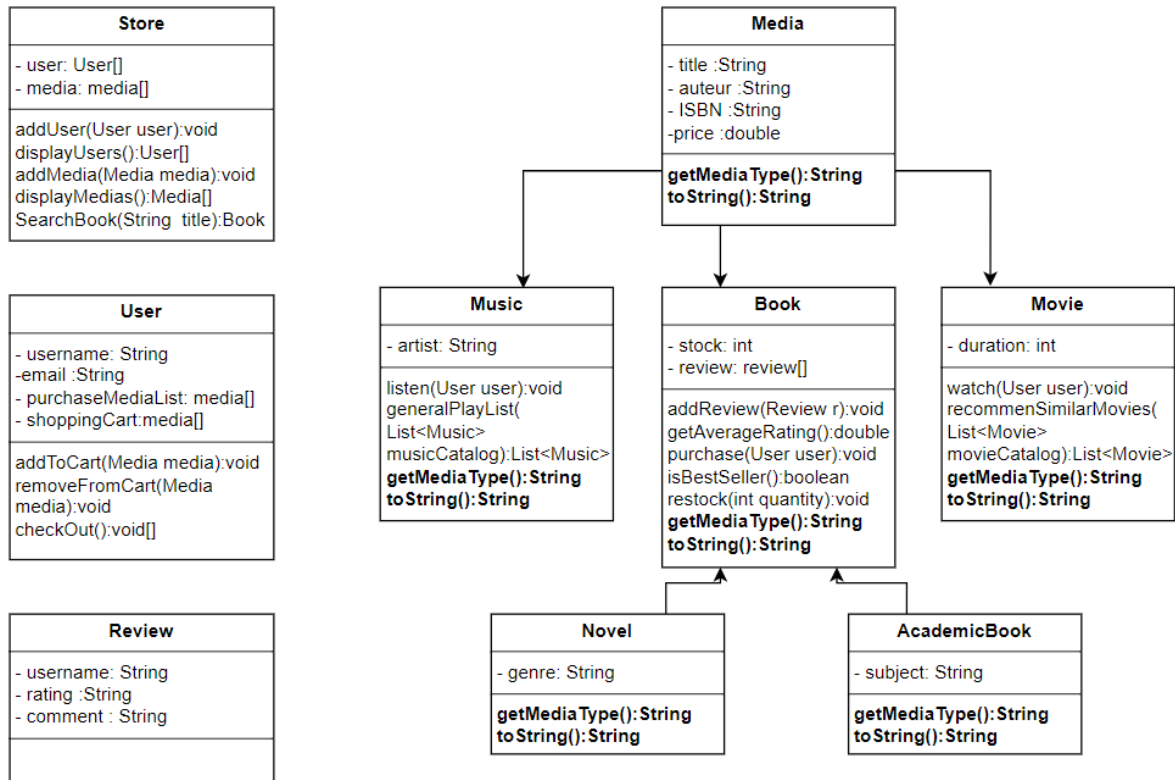 Store
- user: User[]
- media: media[]
addUser(User user):void
displayUsers():User[]
addMedia(Media media):void
displayMedias():Media[]
SearchBook(String title):Book
Media
- title :String
- auteur :String
- ISBN :String
-price :double
getMediaType():String
toString():String
User
- username: String
-email :String
- purchaseMediaList: media[]
- shoppingCart:media[]
addToCart(Media media):void
removeFromCart(Media
media):void
checkOut():void[]
Music
- artist: String
listen(User user):void
generalPlayList(
List<Music>
musicCatalog):List<Music>
getMediaType():String
toString():String
Book
- stock: int
- review: review[]
addReview(Review r):void
getAverageRating():double
purchase(User user):void
isBestSeller():boolean
restock(int quantity):void
getMediaType():String
toString():String
Movie
- duration: int
watch(User user):void
recommenSimilarMovies(
List<Movie>
movieCatalog):List<Movie>
getMediaType():String
toString():String
Review
- username: String
- rating :String
- comment : String
Novel
- genre: String
getMediaType():String
toString():String
AcademicBook
- subject: String
getMediaType():String
toString():String